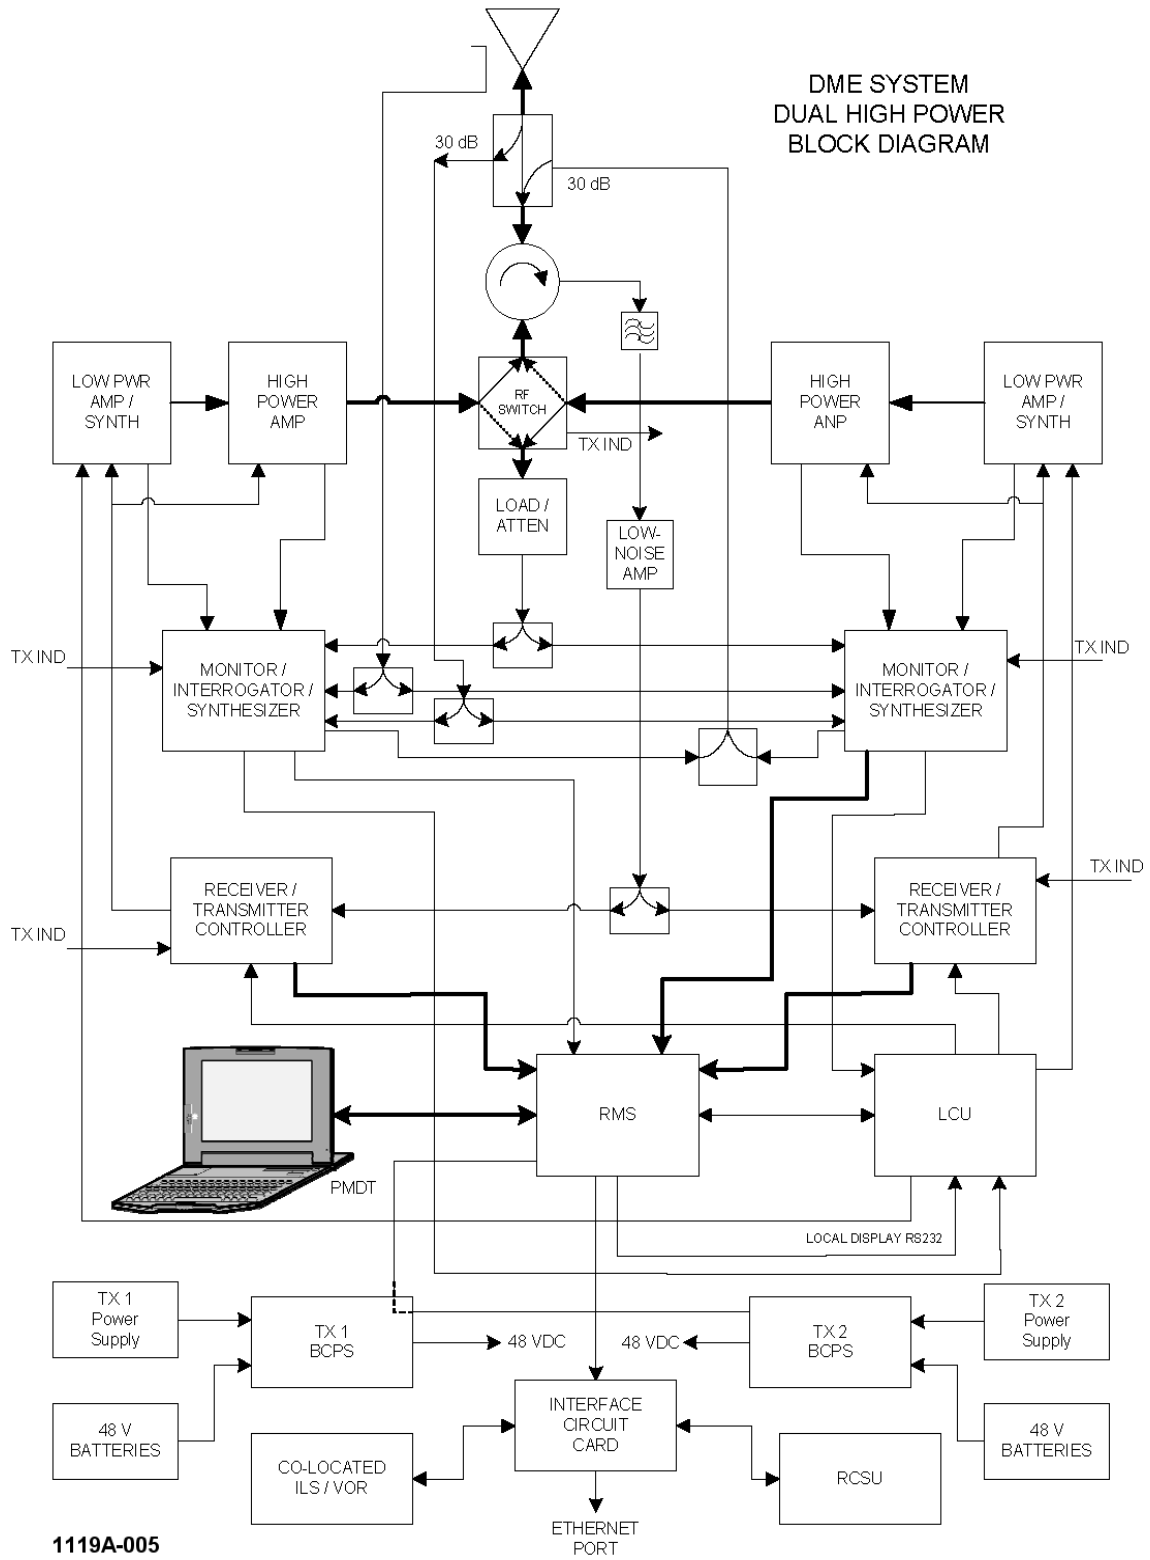 DME SYSTEM
DUAL HIGH POWER
BLOCK DIAGRAM
30 dB
30 dB
LOW PWR
AMP /
SYNTH
HIGH
POWER
AMP
RF
SWITCH
TX IND
HIGH
POWER
ANP
LOW PWR
AMP /
SYNTH
LOAD /
ATTEN
LOW-
NOISE
AMP
TX IND
MONITOR /
INTERROGATOR /
SYNTHESIZER
MONITOR /
INTERROGATOR /
SYNTHESIZER
TX IND
RECEIVER /
TRANSMITTER
CONTROLLER
TX IND
RECEIVER /
TRANSMITTER
CONTROLLER
TX IND
RMS
LCU
PMDT
LOCAL DISPLAY RS232
TX 1
Power
Supply
TX 1
BCPS
48 VDC
48 VDC
TX 2
BCPS
TX 2
Power
Supply
48 V
BATTERIES
INTERFACE
CIRCUIT
CARD
48 V
BATTERIES
CO-LOCATED
ILS / VOR
RCSU
ETHERNET
PORT
1119A-005